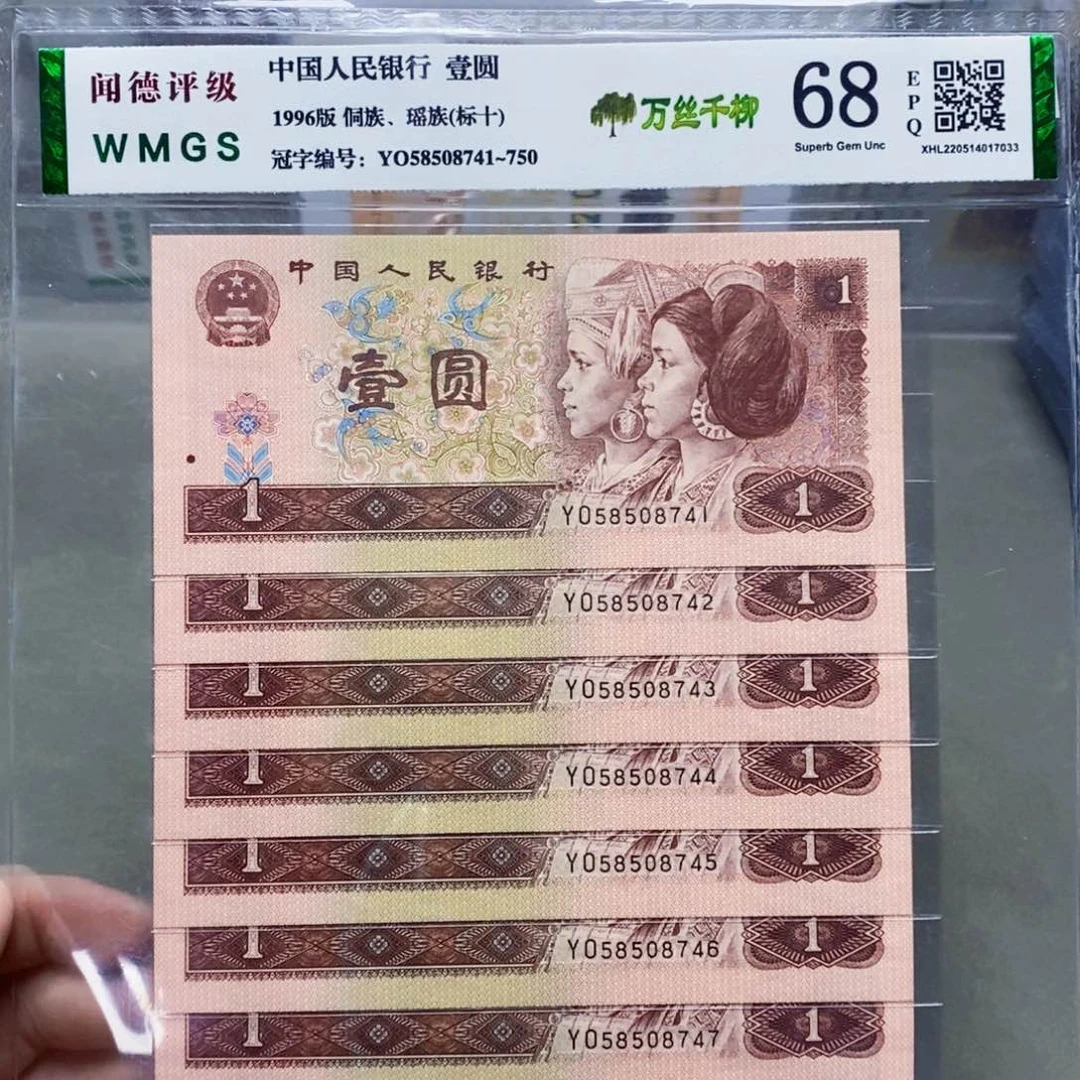 闻德评级
WMGS
中国人民银行 壹圆
1996版 侗族、瑶族(标十)
冠字编号：YO58508741~750
万丝千柳
68
Superb Gem Unc
EPQ
XHL220514017033
中国人民银行
壹圆
1
1
YO58508741
1
1
YO58508742
1
1
YO58508743
1
1
YO58508744
1
1
YO58508745
1
1
YO58508746
1
1
YO58508747
1